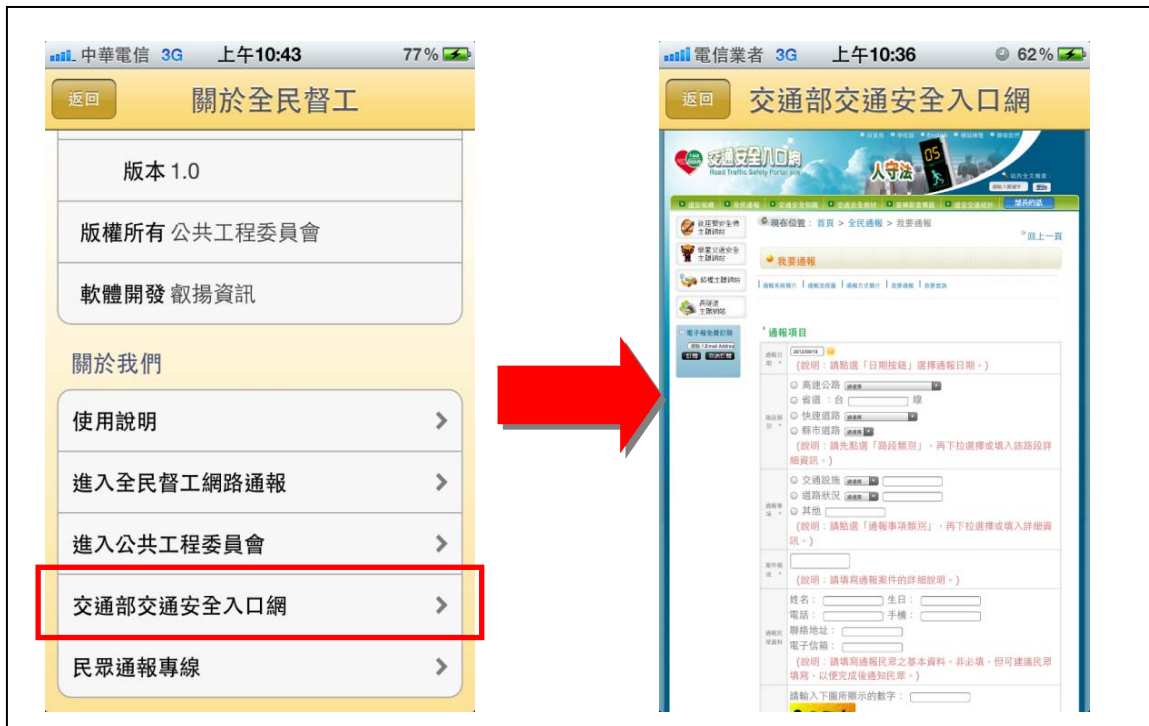 中華電信 3G 上午10:43 77%
返回
關於全民督工
版本 1.0
版權所有 公共工程委員會
軟體開發 叡揚資訊
關於我們
使用說明
進入全民督工網路通報
進入公共工程委員會
交通部交通安全入口網
民眾通報專線
電信業者 3G 上午10:36 62%
返回
交通部交通安全入口網
交通安全入口網
Road Traffic Safety Portal site
人守法
05
現在位置：首頁 > 全民通報 > 我要通報
回上一頁
我要通報
通報項目
(說明：請點選「日期按鈕」選擇通報日期。)
高速公路
省道：台 線
快速道路
縣市道路
(說明：請先點選「路段類別」，再下拉選擇或填入該路段詳
細資訊。)
交通設施
道路狀況
其他
(說明：請點選「通報事項類別」，再下拉選擇或填入詳細資
訊。)
(說明：請填寫通報案件的詳細說明。)
姓名： 生日：
電話： 手機：
聯絡地址：
電子信箱：
(說明：請填寫通報民眾之基本資料，非必填，但可建議民眾
填寫，以便完成後通知民眾。)
請輸入下圖所顯示的數字：